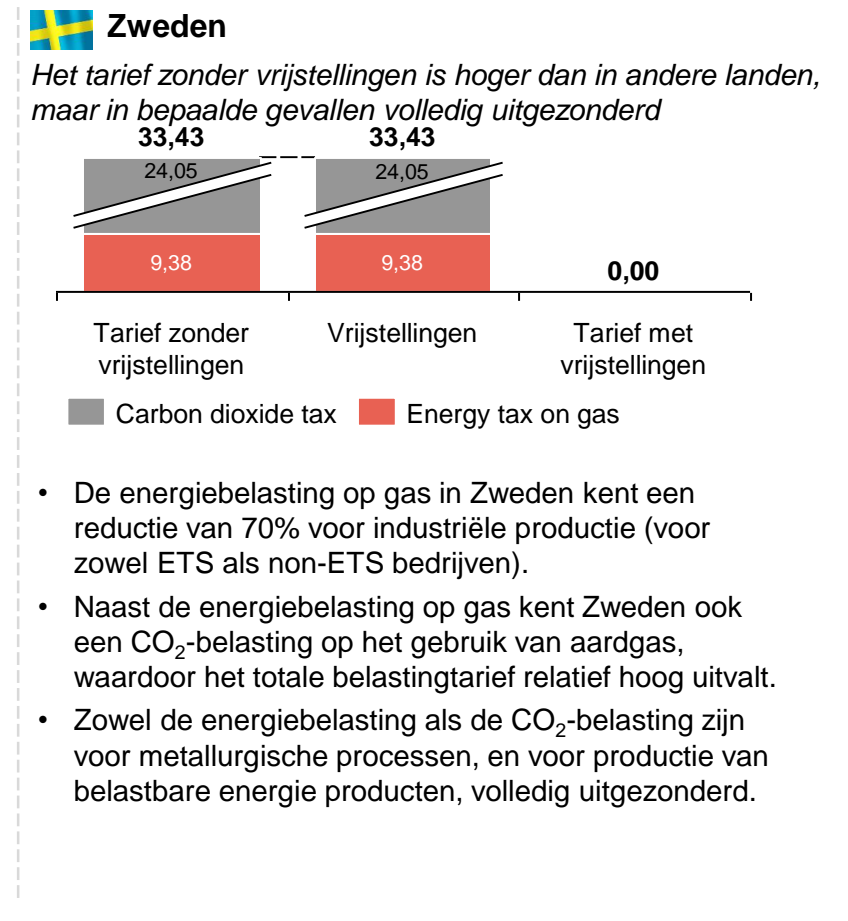 Zweden
Het tarief zonder vrijstellingen is hoger dan in andere landen,
maar in bepaalde gevallen volledig uitgezonderd
33,43 33,43
24,05 24,05
9,38 9,38
0,00
Tarief zonder vrijstellingen Vrijstellingen Tarief met vrijstellingen
Carbon dioxide tax Energy tax on gas
• De energiebelasting op gas in Zweden kent een
reductie van 70% voor industriële productie (voor
zowel ETS als non-ETS bedrijven).
• Naast de energiebelasting op gas kent Zweden ook
een CO₂-belasting op het gebruik van aardgas,
waardoor het totale belastingtarief relatief hoog uitvalt.
• Zowel de energiebelasting als de CO₂-belasting zijn
voor metallurgische processen, en voor productie van
belastbare energie producten, volledig uitgezonderd.